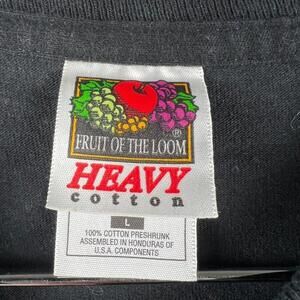 ®
FRUIT OF THE LOOM
HEAVY
cotton
L
100% COTTON PRESHRUNK
ASSEMBLED IN HONDURAS OF
U.S.A. COMPONENTS